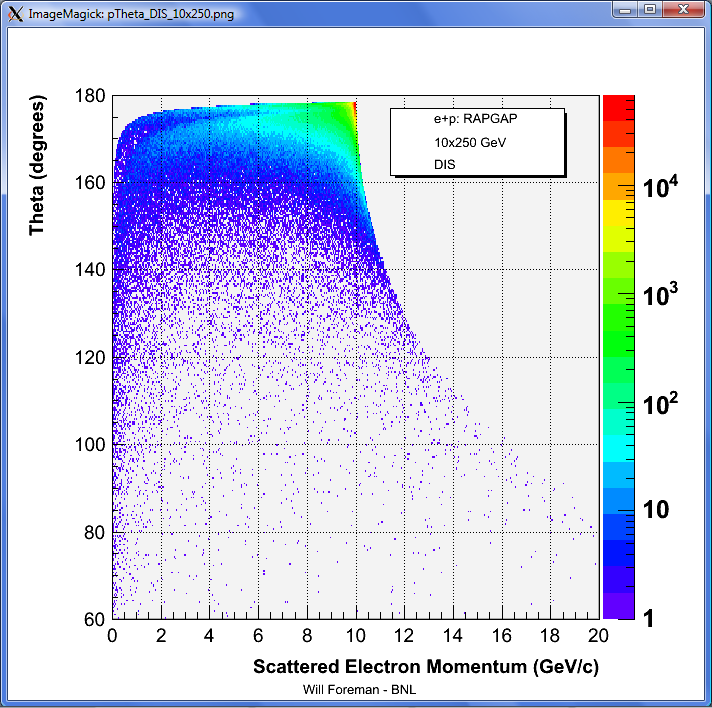 ImageMagick: pTheta_DIS_10x250.png
Theta (degrees)
180
160
140
120
100
80
60
0 2 4 6 8 10 12 14 16 18 20
e+p: RAPGAP
10x250 GeV
DIS
10⁴
10³
10²
10
1
Scattered Electron Momentum (GeV/c)
Will Foreman - BNL